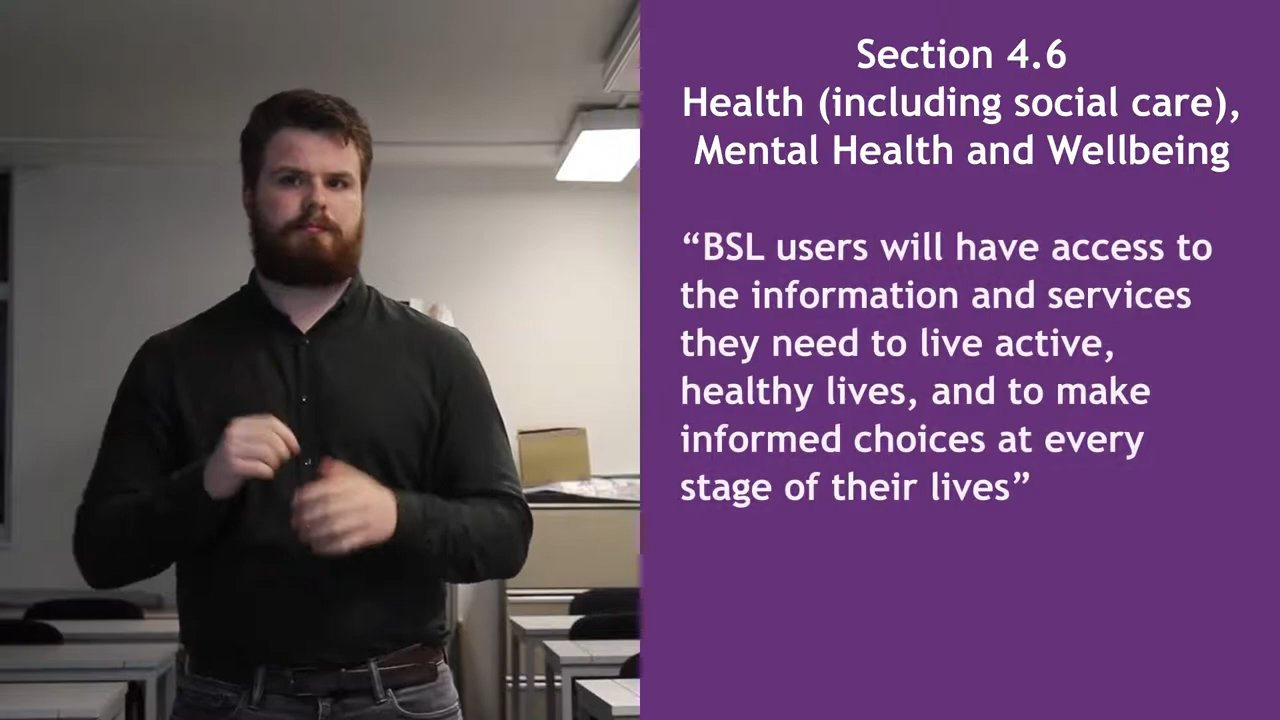 Section 4.6
Health (including social care),
Mental Health and Wellbeing
“BSL users will have access to
the information and services
they need to live active,
healthy lives, and to make
informed choices at every
stage of their lives”